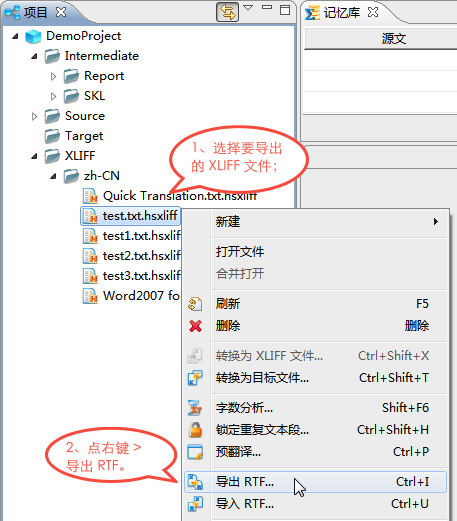 项目
记忆库
源文
DemoProject
Intermediate
Report
SKL
Source
Target
XLIFF
zh-CN
Quick Translation.txt.hsxliff
test.txt.hsxliff
test1.txt.hsxliff
test2.txt.hsxliff
test3.txt.hsxliff
Word2007 fo
1、选择要导出
的 XLIFF 文件；
新建
打开文件
合并打开
刷新 F5
删除 删除
转换为 XLIFF 文件... Ctrl+Shift+X
转换为目标文件... Ctrl+Shift+T
字数分析... Shift+F6
锁定重复文本段... Ctrl+Shift+H
预翻译... Ctrl+P
导出 RTF... Ctrl+I
导入 RTF... Ctrl+U
2、点右键 >
导出 RTF。